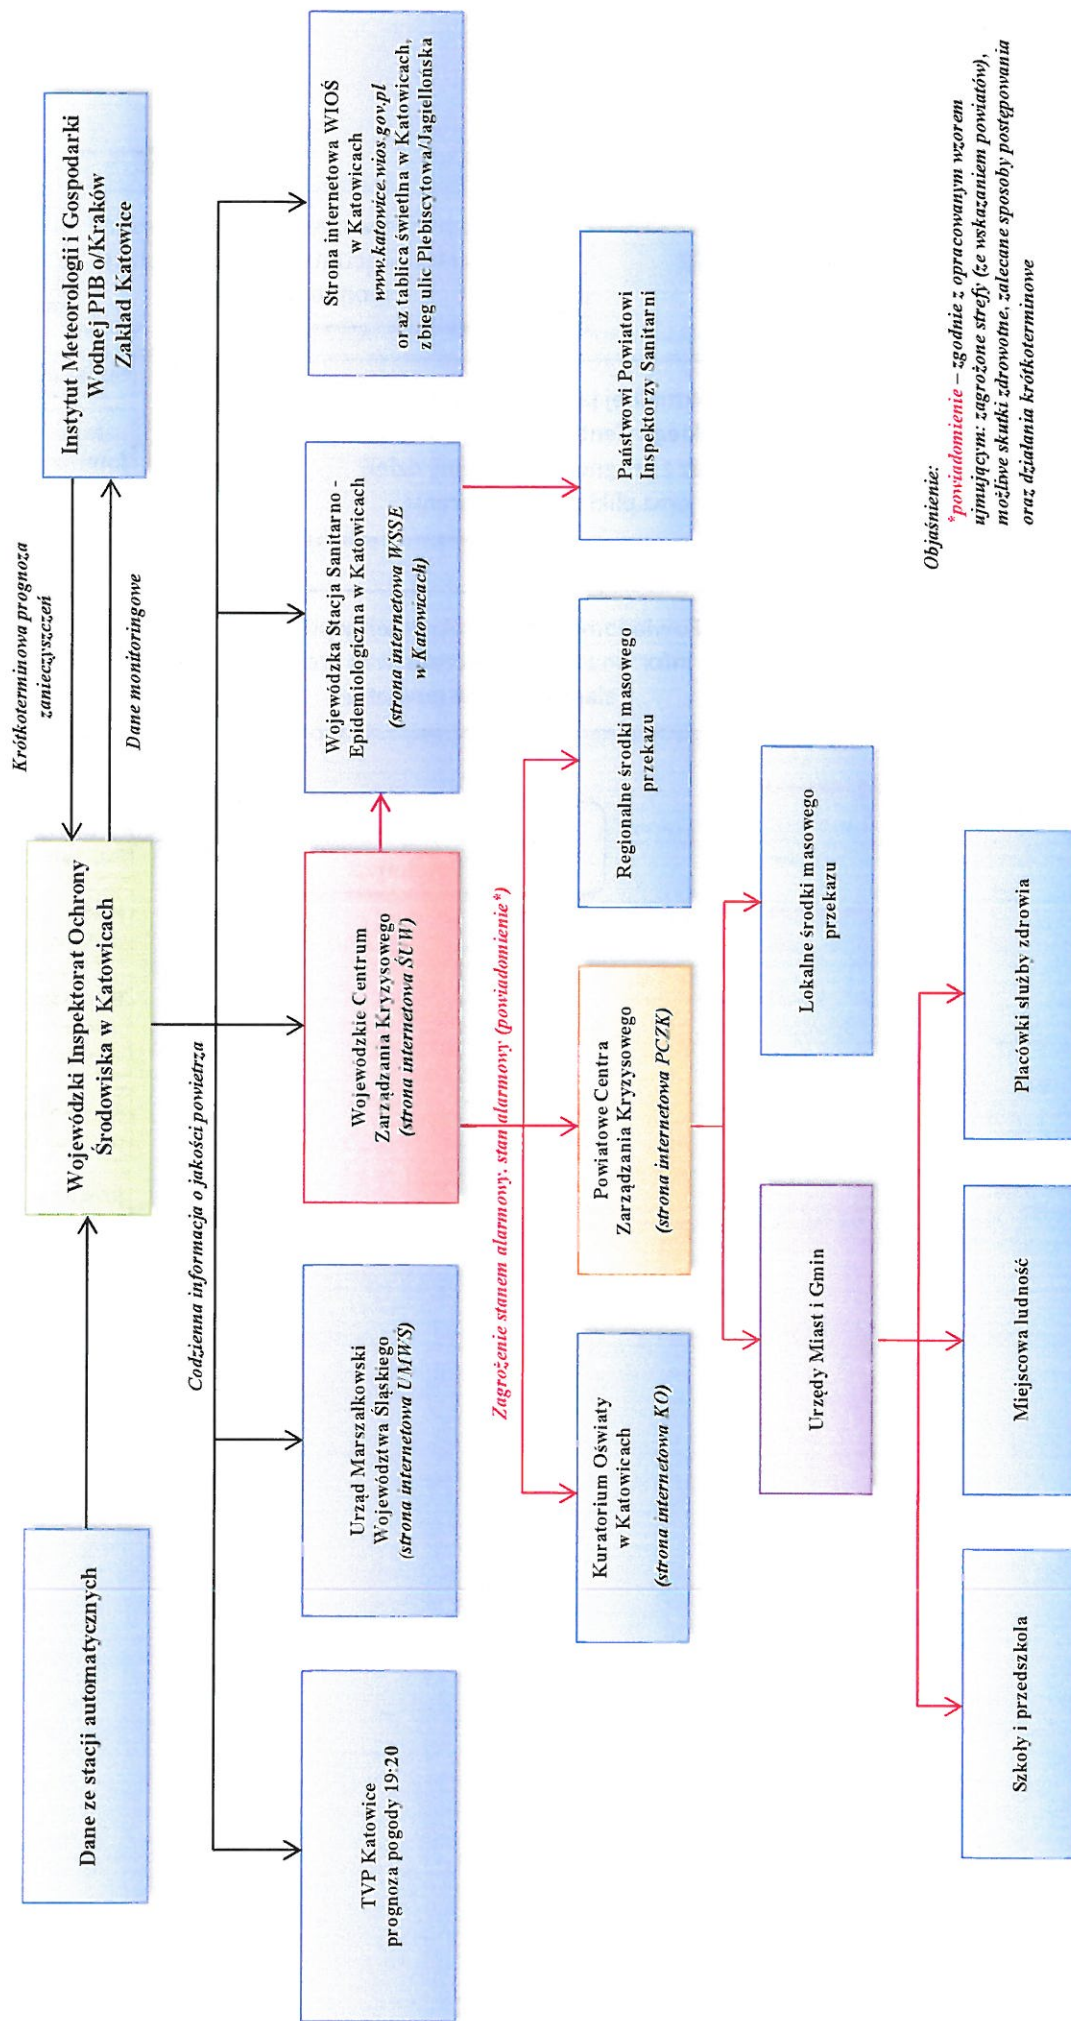 Dane ze stacji automatycznych
Wojewódzki Inspektorat Ochrony
Środowiska w Katowicach
Krótkoterminowa prognoza
zanieczyszczeń
Dane monitoringowe
Instytut Meteorologii i Gospodarki
Wodnej PIB o/Kraków
Zakład Katowice
Codzienna informacja o jakości powietrza
TVP Katowice
prognoza pogody 19:20
Urząd Marszałkowski
Województwa Śląskiego
(strona internetowa UMWS)
Wojewódzkie Centrum
Zarządzania Kryzysowego
(strona internetowa ŚUW)
Wojewódzka Stacja Sanitarno -
Epidemiologiczna w Katowicach
(strona internetowa WSSE
w Katowicach)
Strona internetowa WIOŚ
w Katowicach
www.katowice.wios.gov.pl
oraz tablica świetlna w Katowicach,
zbieg ulic Plebiscytowa/Jagiellońska
Zagrożenie stanem alarmowy, stan alarmowy (powiadomienie*)
Kuratorium Oświaty
w Katowicach
(strona internetowa KO)
Powiatowe Centra
Zarządzania Kryzysowego
(strona internetowa PCZK)
Regionalne środki masowego
przekazu
Państwowi Powiatowi
Inspektorzy Sanitarni
Urzędy Miast i Gmin
Lokalne środki masowego
przekazu
Szkoły i przedszkola
Miejscowa ludność
Placówki służby zdrowia
Objaśnienie:
*powiadomienie – zgodnie z opracowanym wzorem
ujmującym: zagrożone strefy (ze wskazaniem powiatów),
możliwe skutki zdrowotne, zalecane sposoby postępowania
oraz działania krótkoterminowe